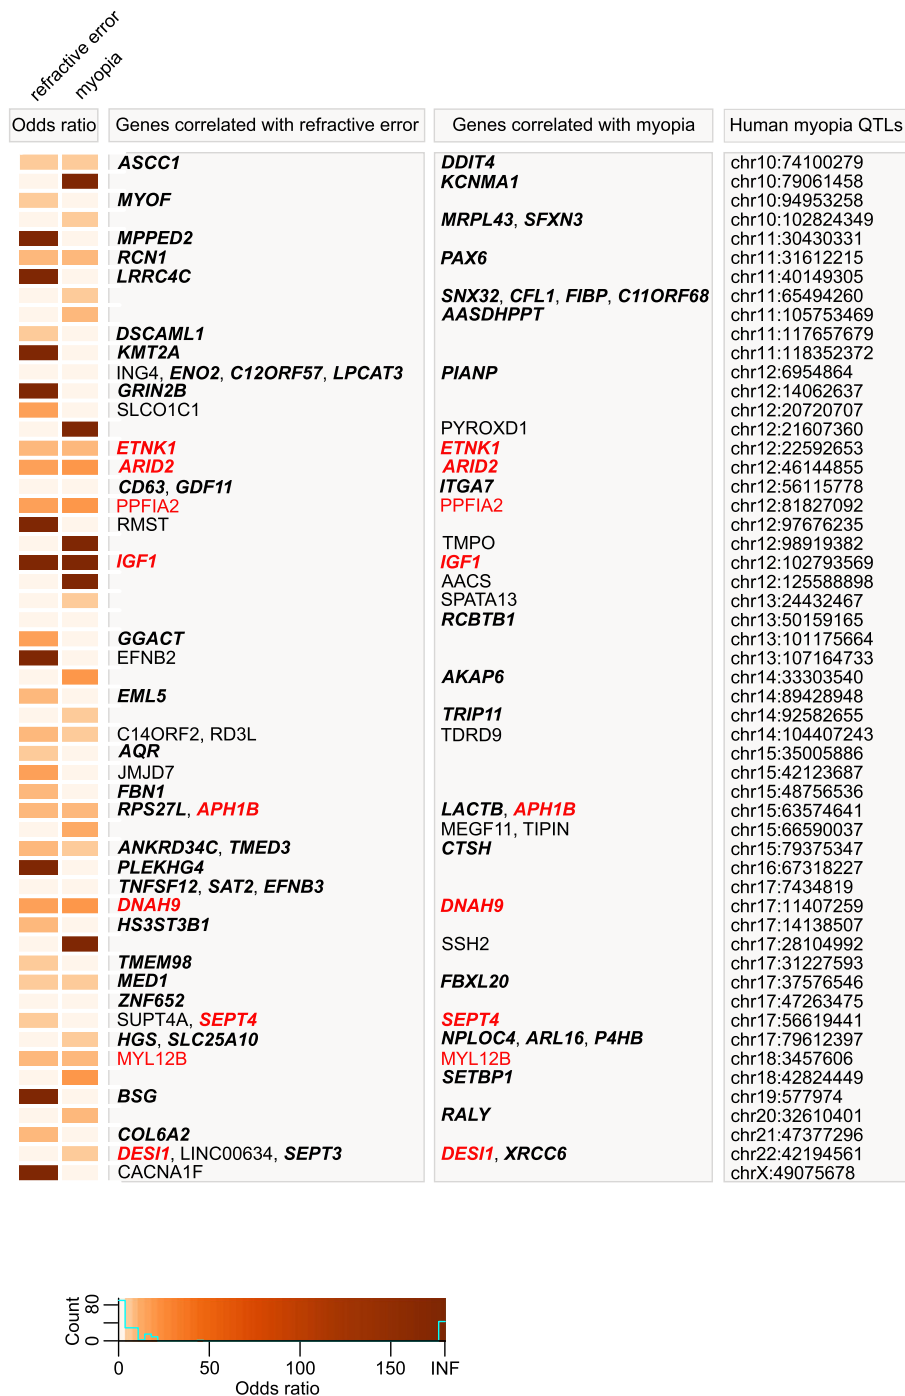 refractive error
myopia
Odds ratio Genes correlated with refractive error Genes correlated with myopia Human myopia QTLs
ASCC1 DDIT4 chr10:74100279
KCNMA1 chr10:79061458
MYOF chr10:94953258
MRPL43, SFXN3 chr10:102824349
MPPED2 chr11:30430331
RCN1 PAX6 chr11:31612215
LRRC4C chr11:40149305
SNX32, CFL1, FIBP, C11ORF68 chr11:65494260
AASDHPPT chr11:105753469
DSCAML1 chr11:117657679
KMT2A chr11:118352372
ING4, ENO2, C12ORF57, LPCAT3 PIANP chr12:6954864
GRIN2B chr12:14062637
SLCO1C1 chr12:20720707
PYROXD1 chr12:21607360
ETNK1 ETNK1 chr12:22592653
ARID2 ARID2 chr12:46144855
CD63, GDF11 ITGA7 chr12:56115778
PPFIA2 PPFIA2 chr12:81827092
RMST chr12:97676235
TMPO chr12:98919382
IGF1 IGF1 chr12:102793569
AACS chr12:125588898
SPATA13 chr13:24432467
RCBTB1 chr13:50159165
GGACT chr13:101175664
EFNB2 chr13:107164733
AKAP6 chr14:33303540
EML5 chr14:89428948
TRIP11 chr14:92582655
C14ORF2, RD3L TDRD9 chr14:104407243
AQR chr15:35005886
JMJD7 chr15:42123687
FBN1 chr15:48756536
RPS27L, APH1B LACTB, APH1B chr15:63574641
MEGF11, TIPIN chr15:66590037
ANKRD34C, TMED3 CTSH chr15:79375347
PLEKHG4 chr16:67318227
TNFSF12, SAT2, EFNB3 chr17:7434819
DNAH9 DNAH9 chr17:11407259
HS3ST3B1 chr17:14138507
SSH2 chr17:28104992
TMEM98 chr17:31227593
MED1 FBXL20 chr17:37576546
ZNF652 chr17:47263475
SUPT4A, SEPT4 SEPT4 chr17:56619441
HGS, SLC25A10 NPLOC4, ARL16, P4HB chr17:79612397
MYL12B MYL12B chr18:3457606
SETBP1 chr18:42824449
BSG chr19:577974
RALY chr20:32610401
COL6A2 chr21:47377296
DESI1, LINC00634, SEPT3 DESI1, XRCC6 chr22:42194561
CACNA1F chrX:49075678
Count
80
0
0 50 100 150 INF
Odds ratio